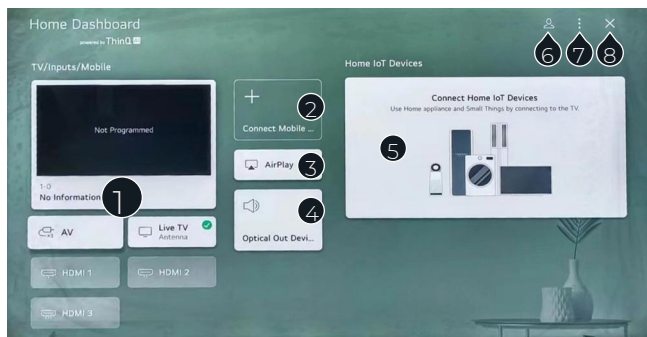 Home Dashboard
powered by ThinQ AI
TV/Inputs/Mobile
Home IoT Devices
6
7
8
Not Programmed
1-0
No Information
1
+
Connect Mobile ...
2
AirPlay
3
4
Optical Out Devi...
Connect Home IoT Devices
Use Home appliance and Small Things by connecting to the TV.
5
AV
Live TV
Antenna
HDMI 1
HDMI 2
HDMI 3